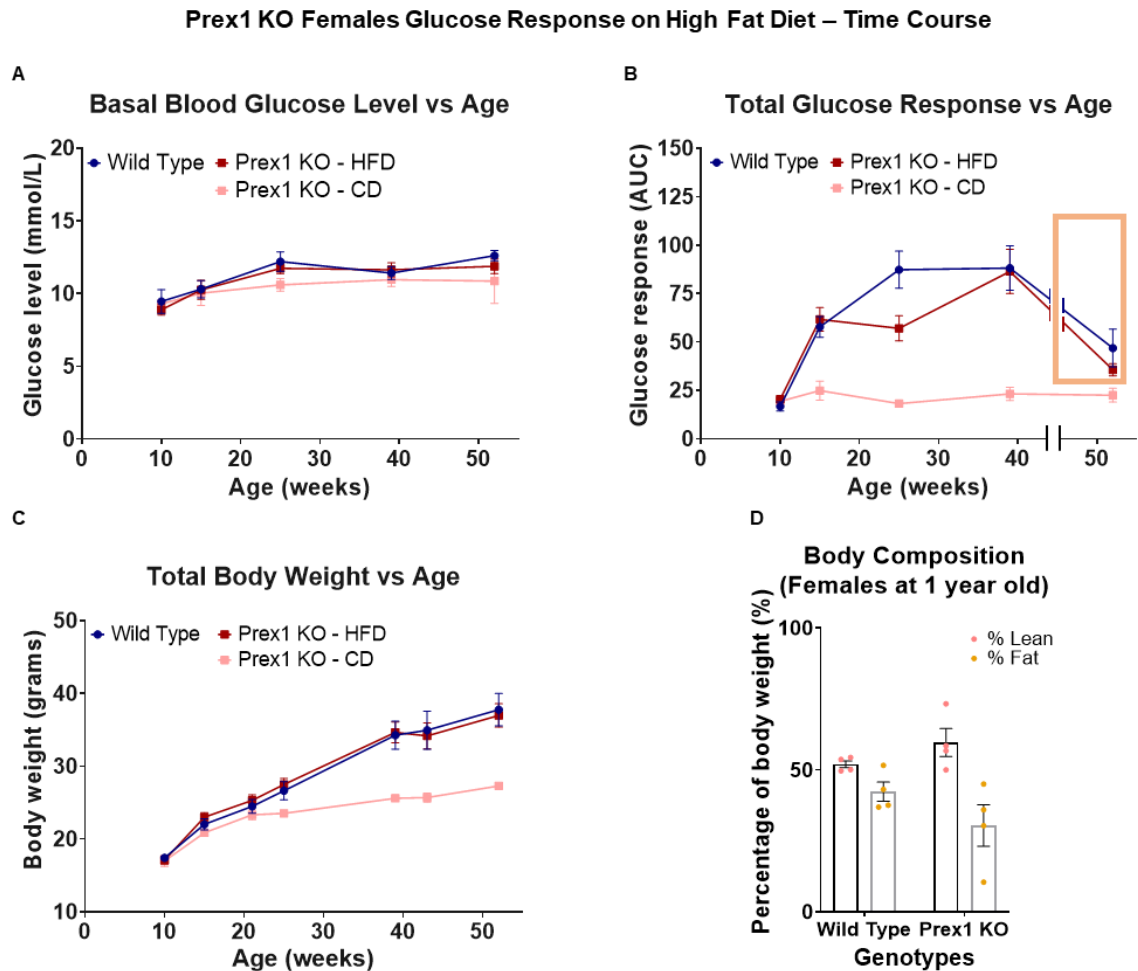 Prex1 KO Females Glucose Response on High Fat Diet – Time Course
A
Basal Blood Glucose Level vs Age
Wild Type
Prex1 KO - HFD
Prex1 KO - CD
Glucose level (mmol/L)
20
15
10
5
0
0 10 20 30 40 50
Age (weeks)
B
Total Glucose Response vs Age
Wild Type
Prex1 KO - HFD
Prex1 KO - CD
Glucose response (AUC)
150
125
100
75
50
25
0
0 10 20 30 40 50
Age (weeks)
C
Total Body Weight vs Age
Wild Type
Prex1 KO - HFD
Prex1 KO - CD
Body weight (grams)
50
40
30
20
10
0 10 20 30 40 50
Age (weeks)
D
Body Composition
(Females at 1 year old)
Percentage of body weight (%)
100
50
0
% Lean
% Fat
Wild Type Prex1 KO
Genotypes